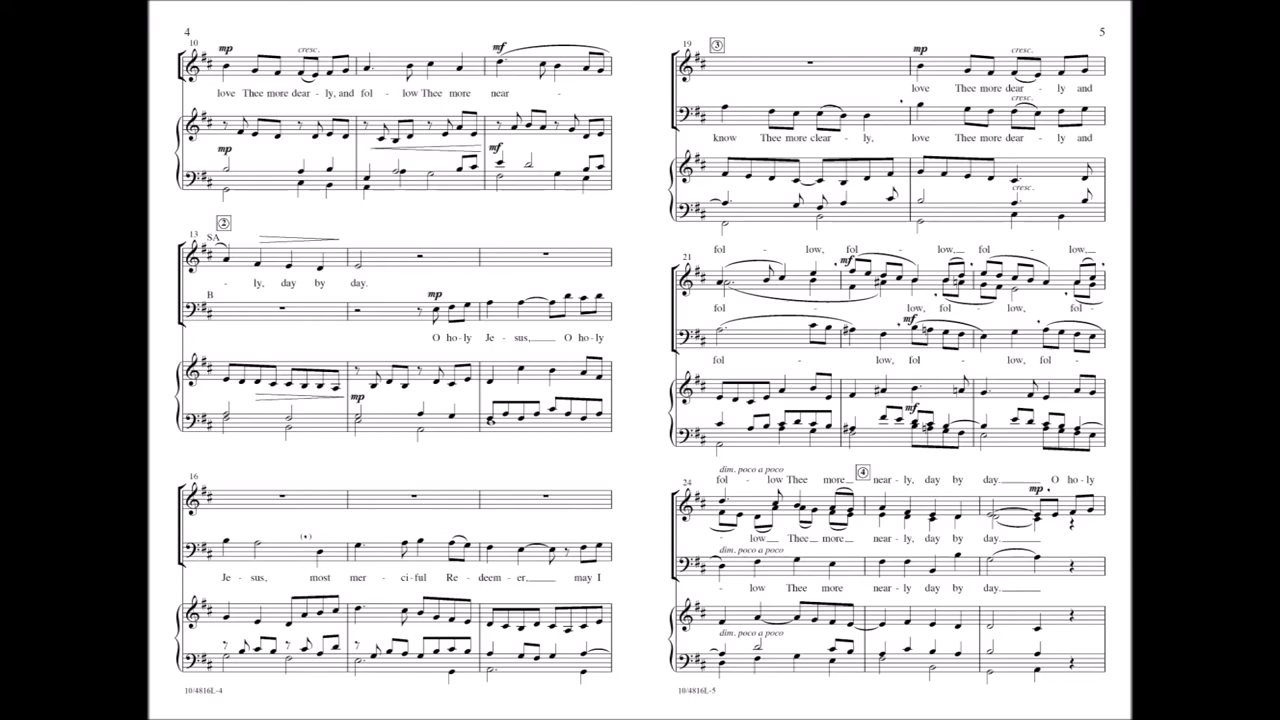 4
10
mp
cresc.
mf
love Thee more dear - ly, and fol - low Thee more near -
mp
mf
②
13
SA
- ly, day by day.
B
mp
O ho-ly Je - sus, O ho-ly
mp
16
(,)
Je - sus, most mer - ci - ful Re - deem - er, may I
10/4816L-4
5
19
③
mp
cresc.
love Thee more dear - ly and
cresc.
know Thee more clear - ly, love Thee more dear - ly and
cresc.
fol - low, fol - low, fol - low,
21
mf
fol - low, fol - low, fol -
mf
fol - low, fol - low, fol -
mf
dim. poco a poco
④
fol - low Thee more near - ly, day by day. O ho-ly
24
mp
- low Thee more near - ly, day by day.
dim. poco a poco
- low Thee more near - ly day by day.
dim. poco a poco
10/4816L-5